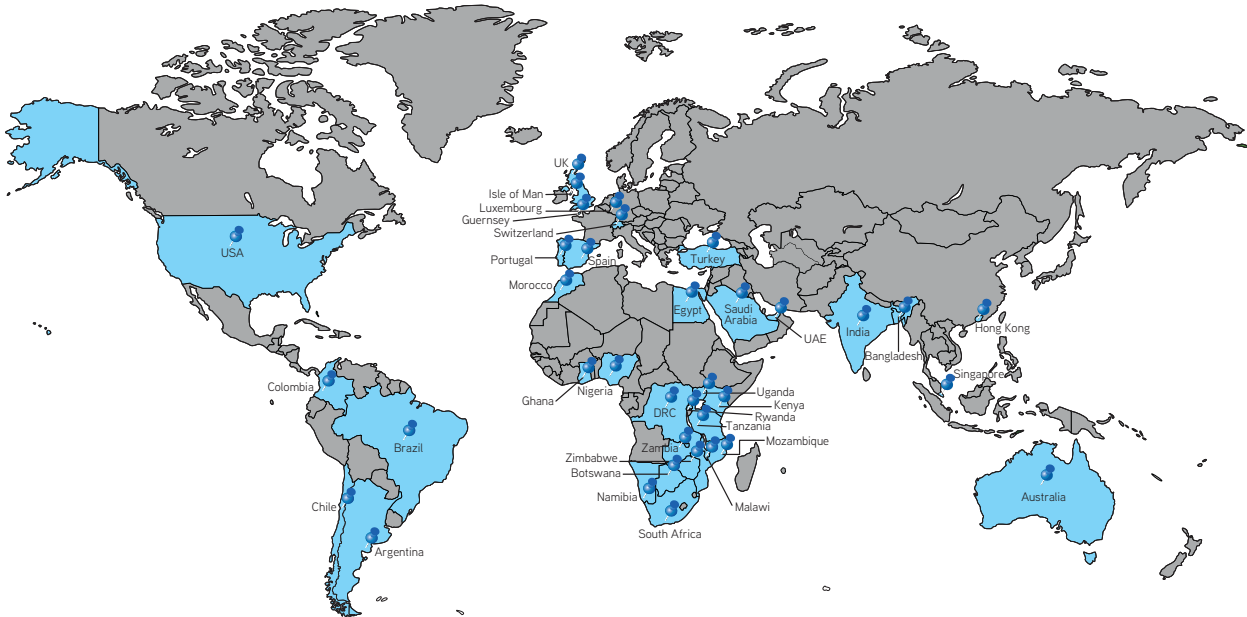 UK
Isle of Man
Luxembourg
Guernsey
Switzerland
USA
Portugal
Spain
Turkey
Morocco
Egypt
Saudi
Arabia
UAE
India
Bangladesh
Hong Kong
Singapore
Colombia
Ghana
Nigeria
Uganda
DRC
Kenya
Rwanda
Tanzania
Brazil
Zambia
Mozambique
Zimbabwe
Botswana
Namibia
Malawi
Chile
South Africa
Australia
Argentina